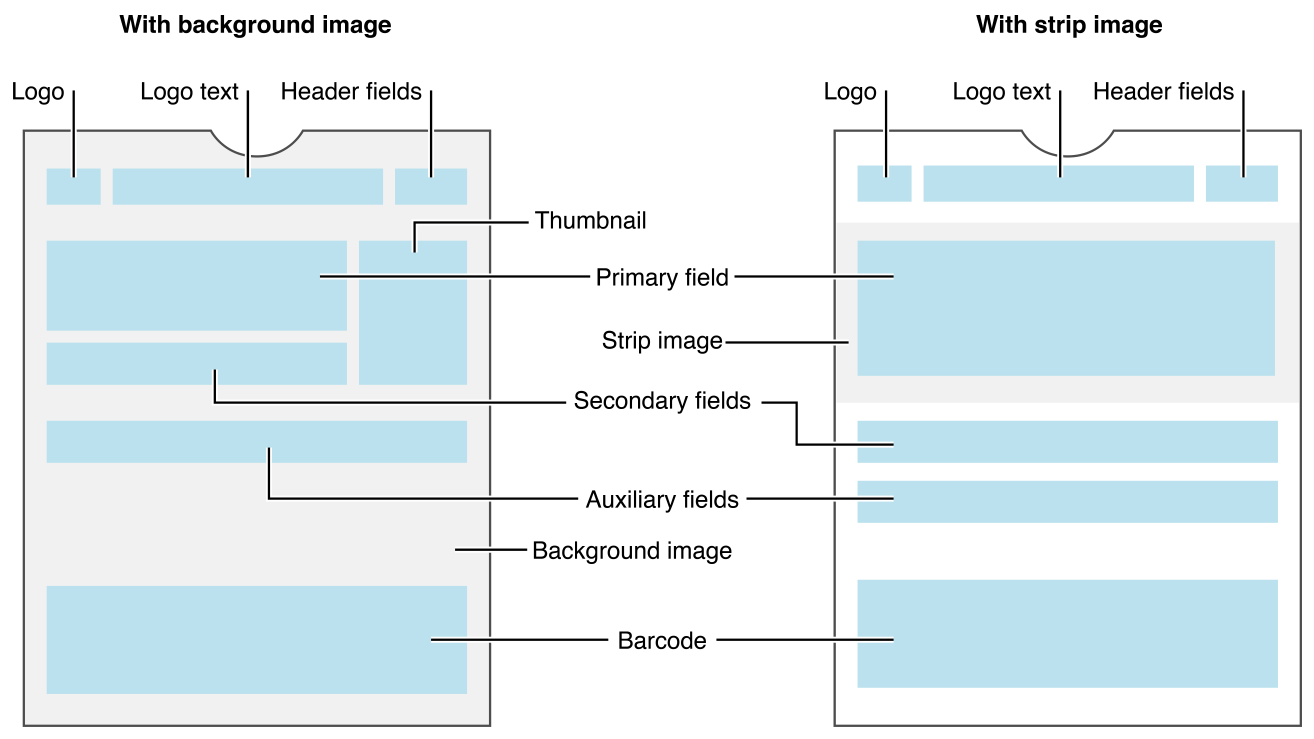 With background image
With strip image
Logo
Logo text
Header fields
Logo
Logo text
Header fields
Thumbnail
Primary field
Strip image
Secondary fields
Auxiliary fields
Background image
Barcode